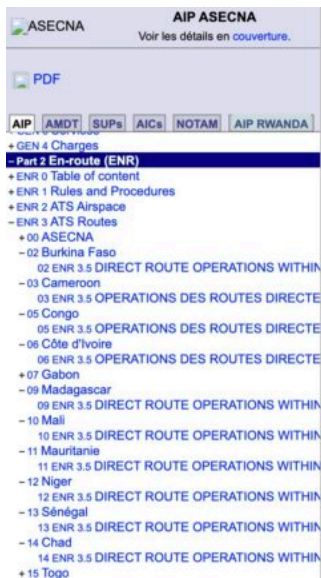 ASECNA
AIP ASECNA
Voir les détails en couverture.
PDF
AIP AMDT SUPs AICs NOTAM AIP RWANDA
+ GEN 4 Charges
– Part 2 En-route (ENR)
+ ENR 0 Table of content
+ ENR 1 Rules and Procedures
+ ENR 2 ATS Airspace
– ENR 3 ATS Routes
+ 00 ASECNA
– 02 Burkina Faso
02 ENR 3.5 DIRECT ROUTE OPERATIONS WITHIN
– 03 Cameroon
03 ENR 3.5 OPERATIONS DES ROUTES DIRECTE
– 05 Congo
05 ENR 3.5 OPERATIONS DES ROUTES DIRECTE
– 06 Côte d'Ivoire
06 ENR 3.5 OPERATIONS DES ROUTES DIRECTE
+ 07 Gabon
– 09 Madagascar
09 ENR 3.5 DIRECT ROUTE OPERATIONS WITHIN
– 10 Mali
10 ENR 3.5 DIRECT ROUTE OPERATIONS WITHIN
– 11 Mauritanie
11 ENR 3.5 DIRECT ROUTE OPERATIONS WITHIN
– 12 Niger
12 ENR 3.5 DIRECT ROUTE OPERATIONS WITHIN
– 13 Sénégal
13 ENR 3.5 DIRECT ROUTE OPERATIONS WITHIN
– 14 Chad
14 ENR 3.5 DIRECT ROUTE OPERATIONS WITHIN
+ 15 Togo